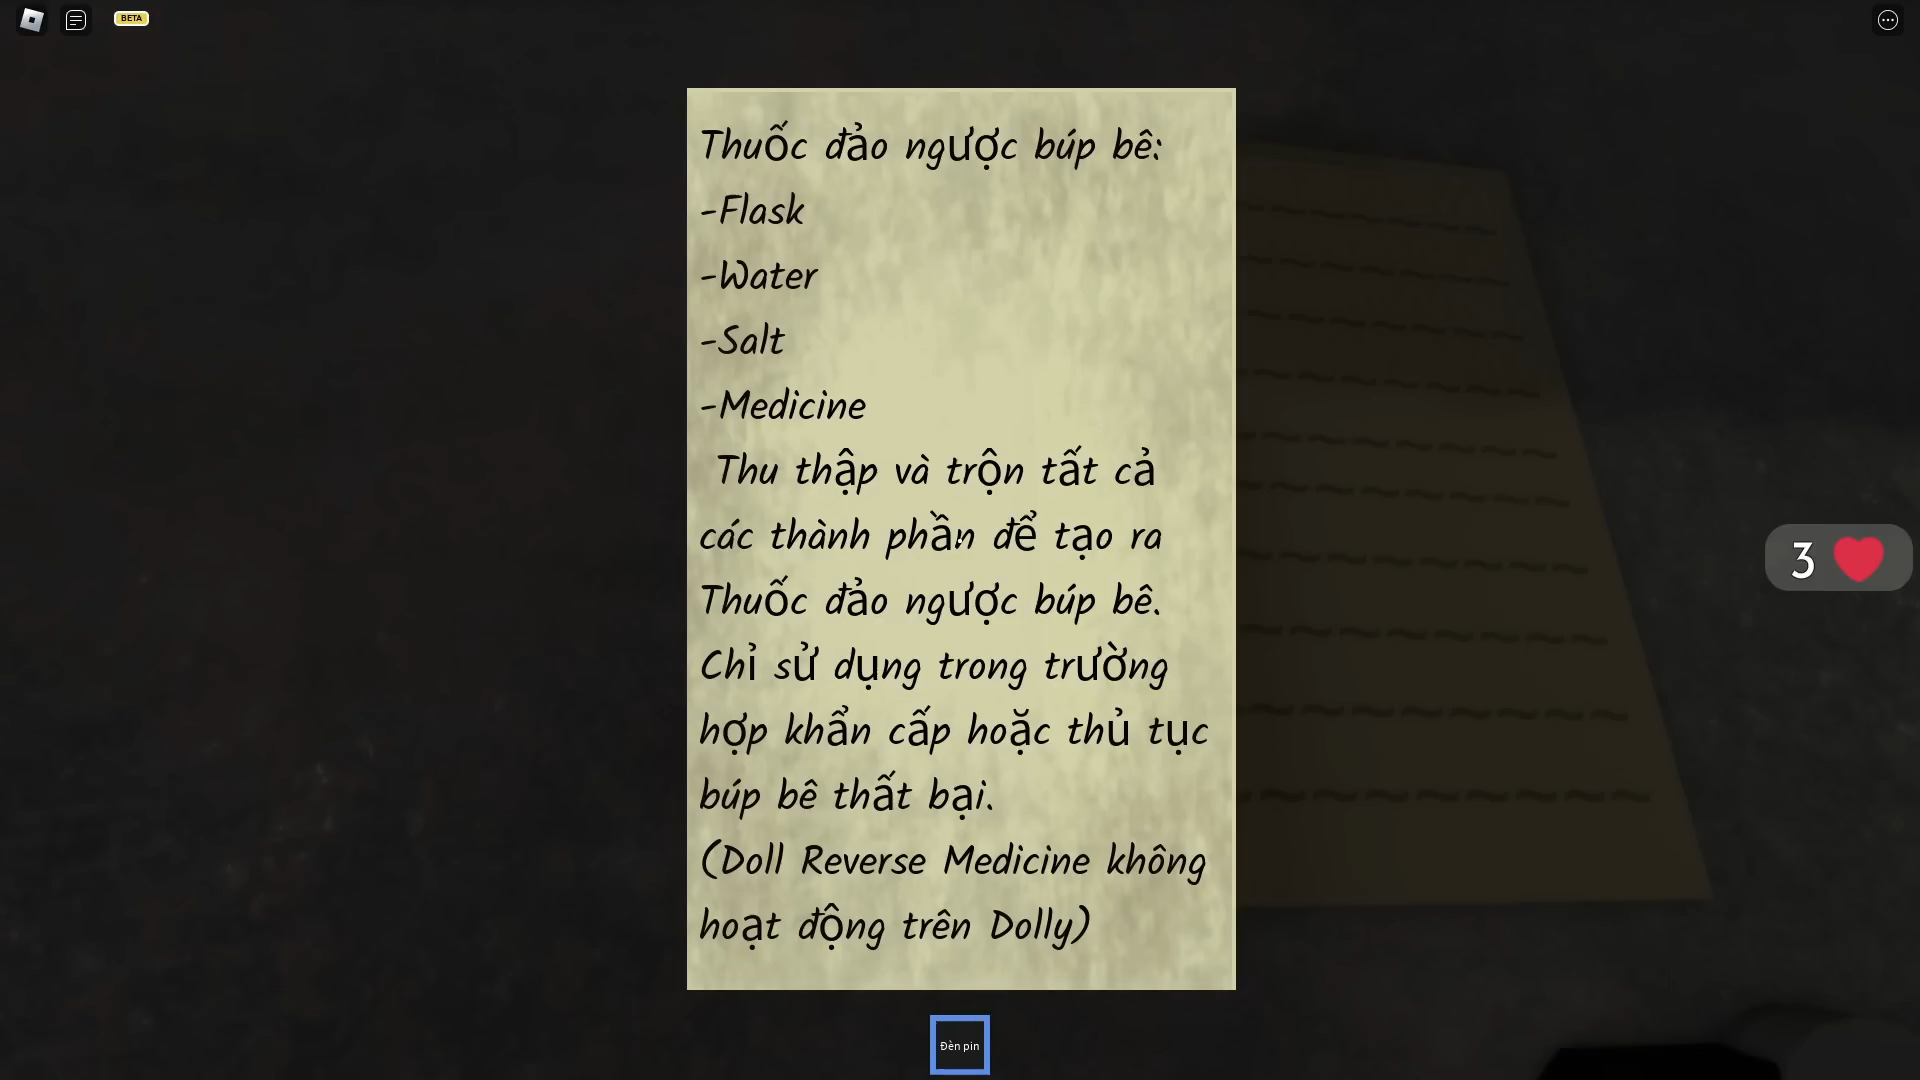 BETA
Thuốc đảo ngược búp bê:
-Flask
-Water
-Salt
-Medicine
Thu thập và trộn tất cả
các thành phần để tạo ra
Thuốc đảo ngược búp bê.
Chỉ sử dụng trong trường
hợp khẩn cấp hoặc thủ tục
búp bê thất bại.
(Doll Reverse Medicine không
hoạt động trên Dolly)
3
Đèn pin